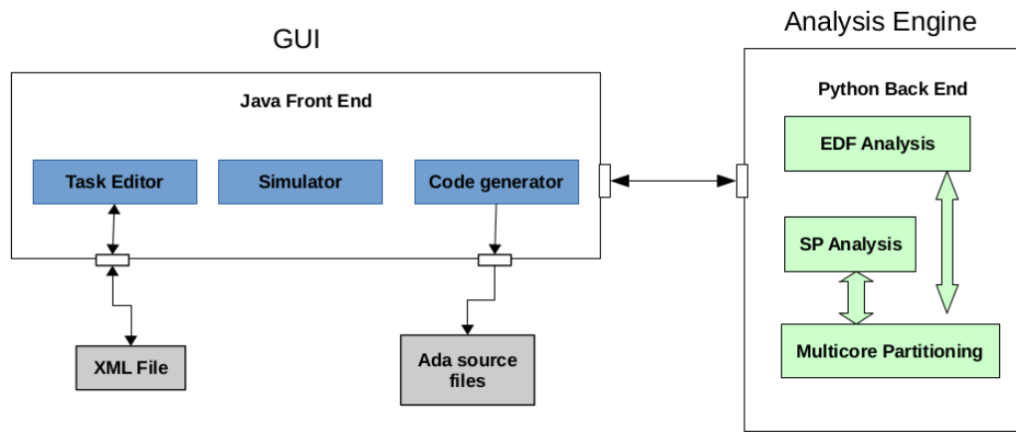 GUI
Analysis Engine
Java Front End
Python Back End
EDF Analysis
Task Editor
Simulator
Code generator
SP Analysis
Multicore Partitioning
XML File
Ada source
files